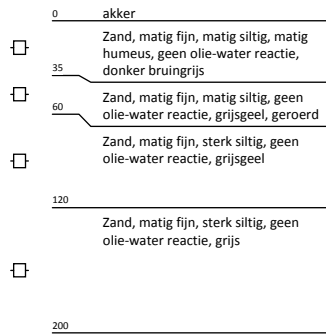 0 akker
Zand, matig fijn, matig siltig, matig
humeus, geen olie-water reactie,
donker bruingrijs
35
Zand, matig fijn, matig siltig, geen
olie-water reactie, grijsgeel, geroerd
60
Zand, matig fijn, sterk siltig, geen
olie-water reactie, grijsgeel
120
Zand, matig fijn, sterk siltig, geen
olie-water reactie, grijs
200